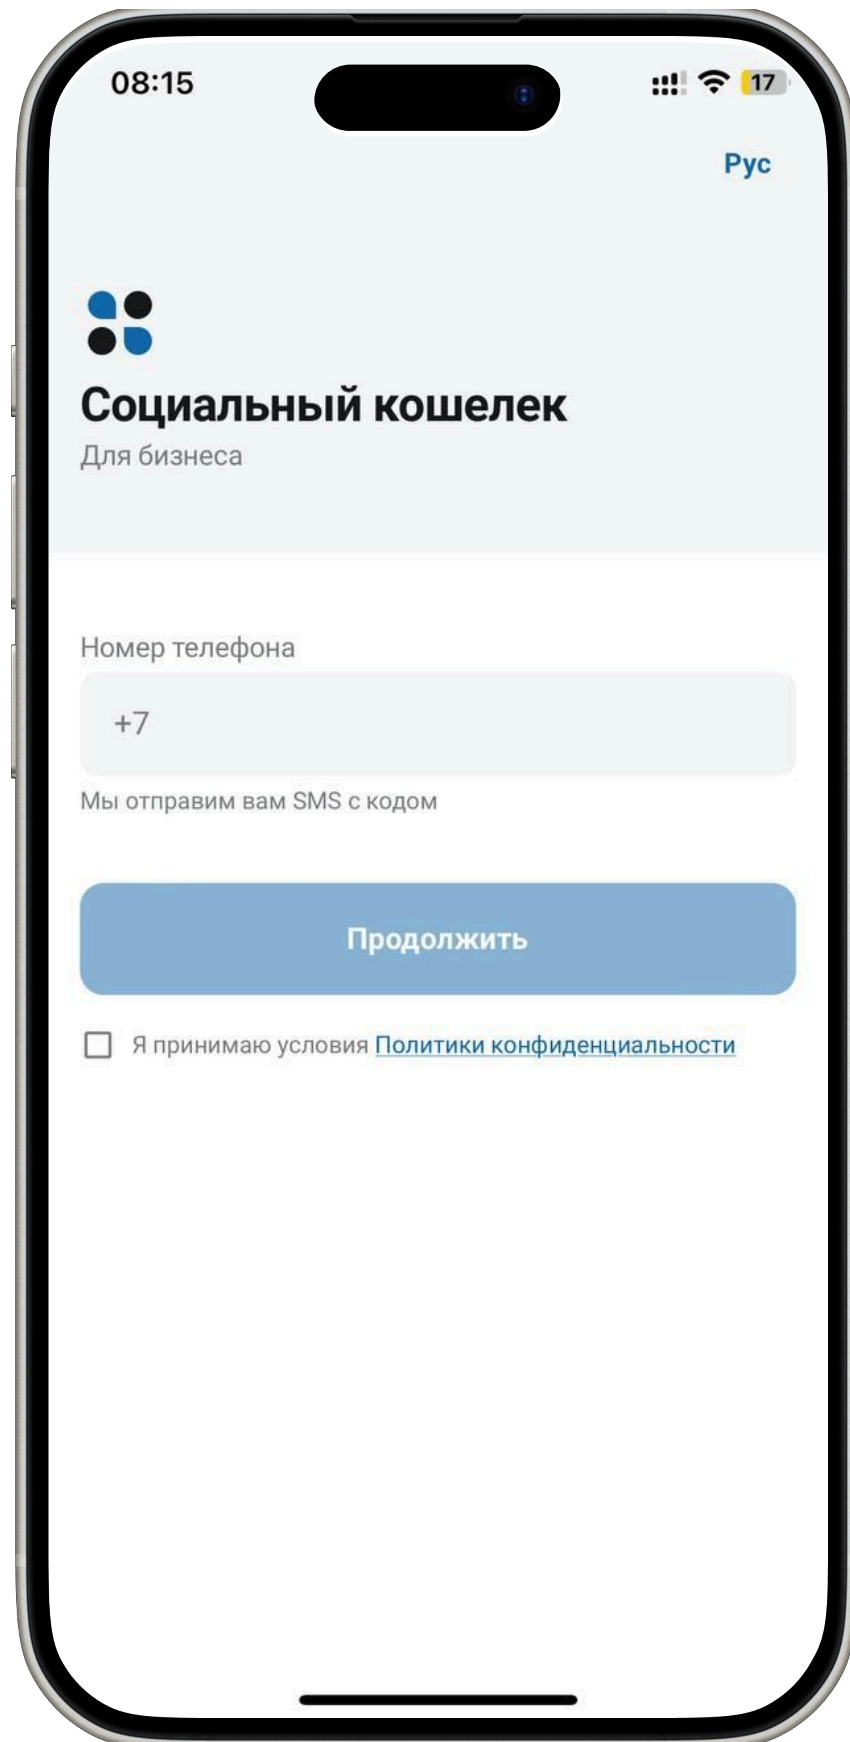 08:15
17
Рус
Социальный кошелек
Для бизнеса
Номер телефона
+7
Мы отправим вам SMS с кодом
Продолжить
Я принимаю условия Политики конфиденциальности